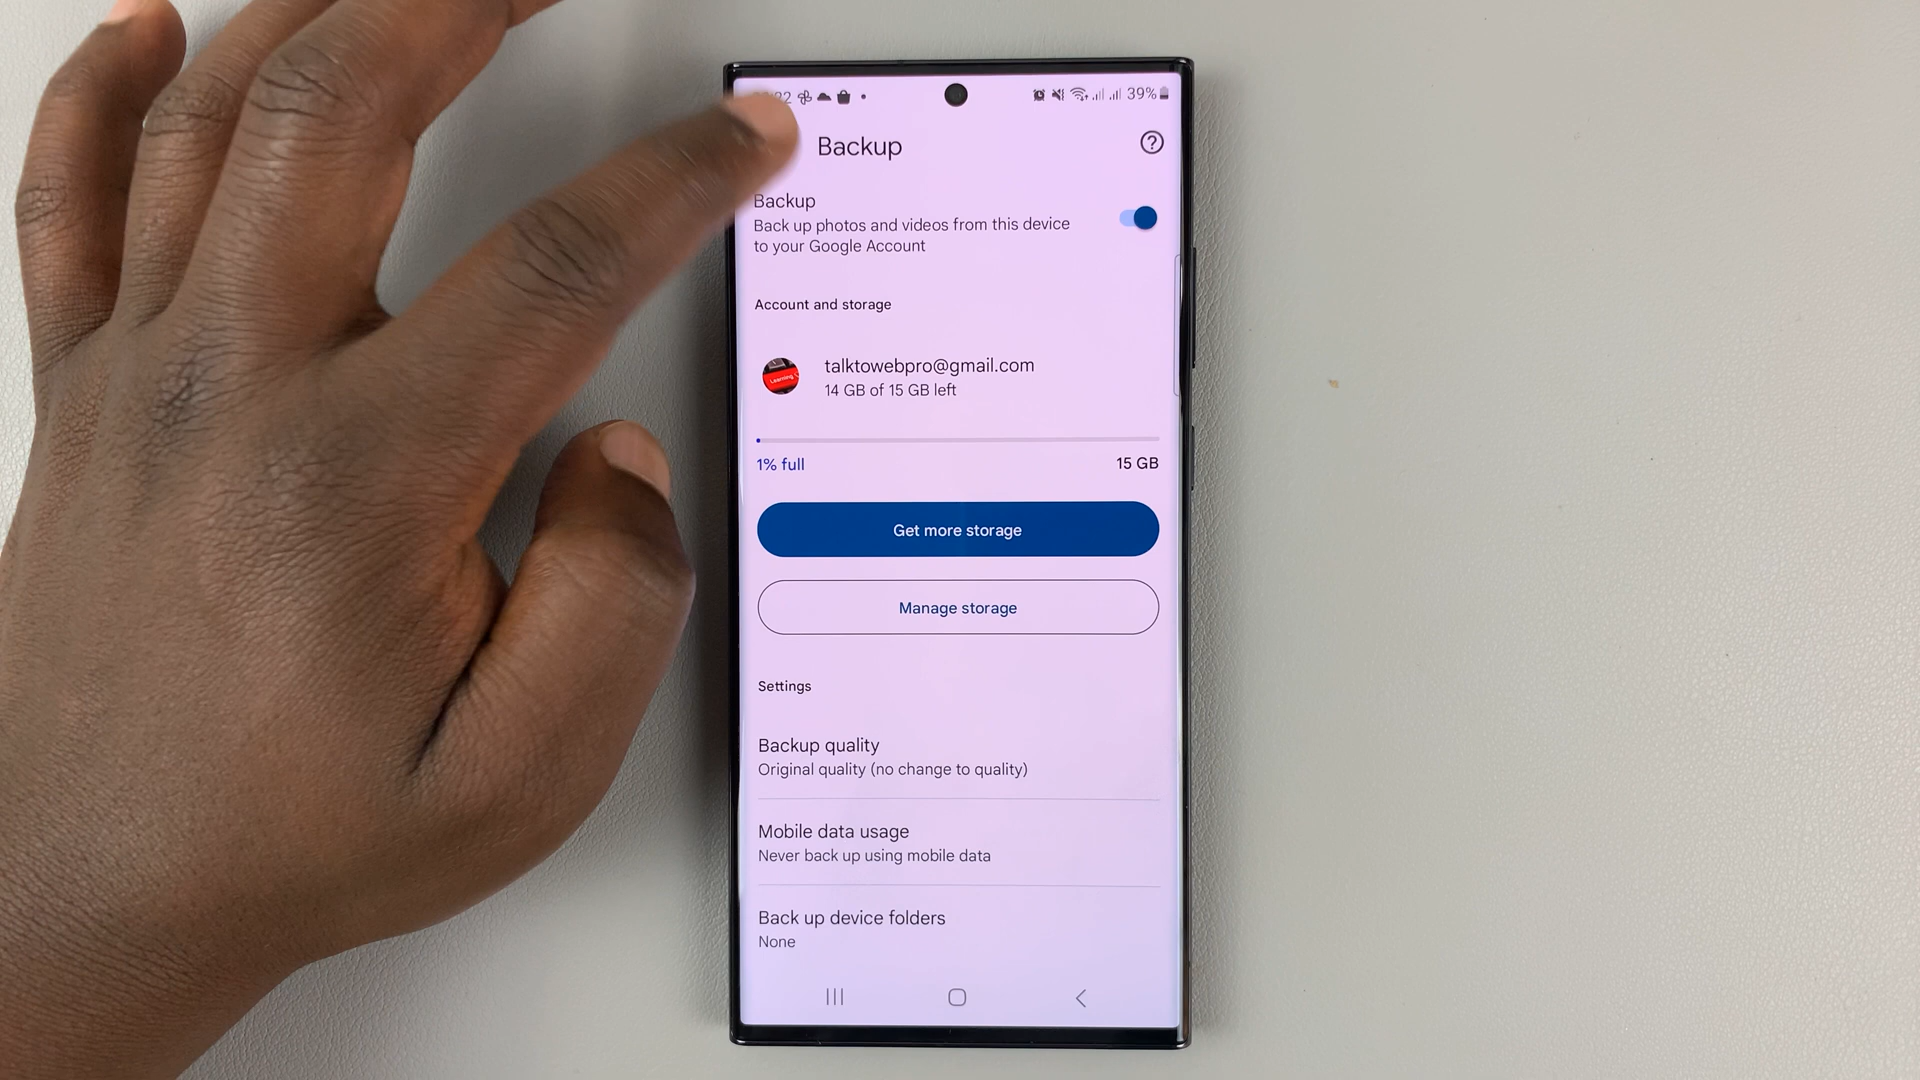 39%
Backup
Backup
Back up photos and videos from this device
to your Google Account
Account and storage
Learning
talktowebpro@gmail.com
14 GB of 15 GB left
1% full
15 GB
Get more storage
Manage storage
Settings
Backup quality
Original quality (no change to quality)
Mobile data usage
Never back up using mobile data
Back up device folders
None